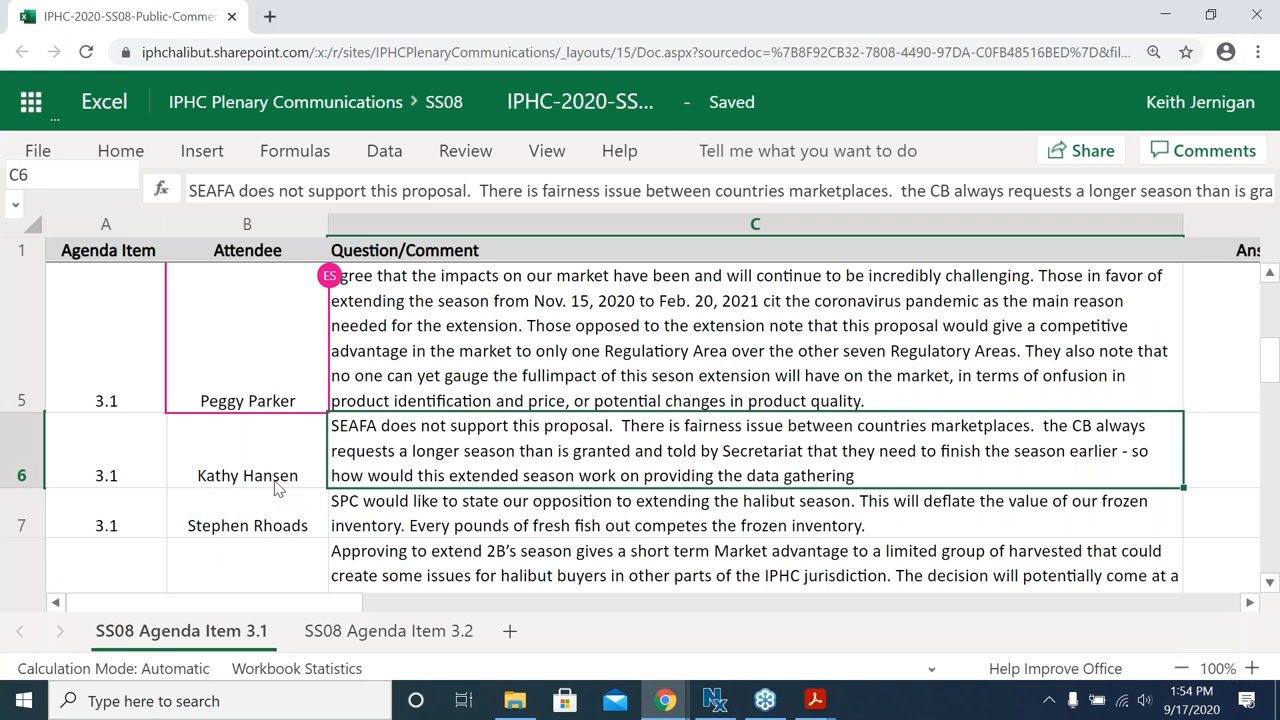 IPHC-2020-SS08-Public-Commen
iphchalibut.sharepoint.com/:x:/r/sites/IPHCPlenaryCommunications/_layouts/15/Doc.aspx?sourcedoc=%7B8F92CB32-7808-4490-97DA-C0FB48516BED%7D&fil...
Excel IPHC Plenary Communications > SS08 IPHC-2020-SS... - Saved Keith Jernigan
File Home Insert Formulas Data Review View Help Tell me what you want to do Share Comments
C6
fx SEAFA does not support this proposal. There is fairness issue between countries marketplaces. the CB always requests a longer season than is gra
A B C
1 Agenda Item Attendee Question/Comment Ans
ES
gree that the impacts on our market have been and will continue to be incredibly challenging. Those in favor of
extending the season from Nov. 15, 2020 to Feb. 20, 2021 cit the coronavirus pandemic as the main reason
needed for the extension. Those opposed to the extension note that this proposal would give a competitive
advantage in the market to only one Regulatiory Area over the other seven Regulatory Areas. They also note that
no one can yet gauge the fullimpact of this seson extension will have on the market, in terms of onfusion in
5 3.1 Peggy Parker product identification and price, or potential changes in product quality.
SEAFA does not support this proposal. There is fairness issue between countries marketplaces. the CB always
requests a longer season than is granted and told by Secretariat that they need to finish the season earlier - so
6 3.1 Kathy Hansen how would this extended season work on providing the data gathering
SPC would like to state our opposition to extending the halibut season. This will deflate the value of our frozen
7 3.1 Stephen Rhoads inventory. Every pounds of fresh fish out competes the frozen inventory.
Approving to extend 2B's season gives a short term Market advantage to a limited group of harvested that could
create some issues for halibut buyers in other parts of the IPHC jurisdiction. The decision will potentially come at a
SS08 Agenda Item 3.1 SS08 Agenda Item 3.2
Calculation Mode: Automatic Workbook Statistics Help Improve Office 100%
Type here to search
1:54 PM
9/17/2020